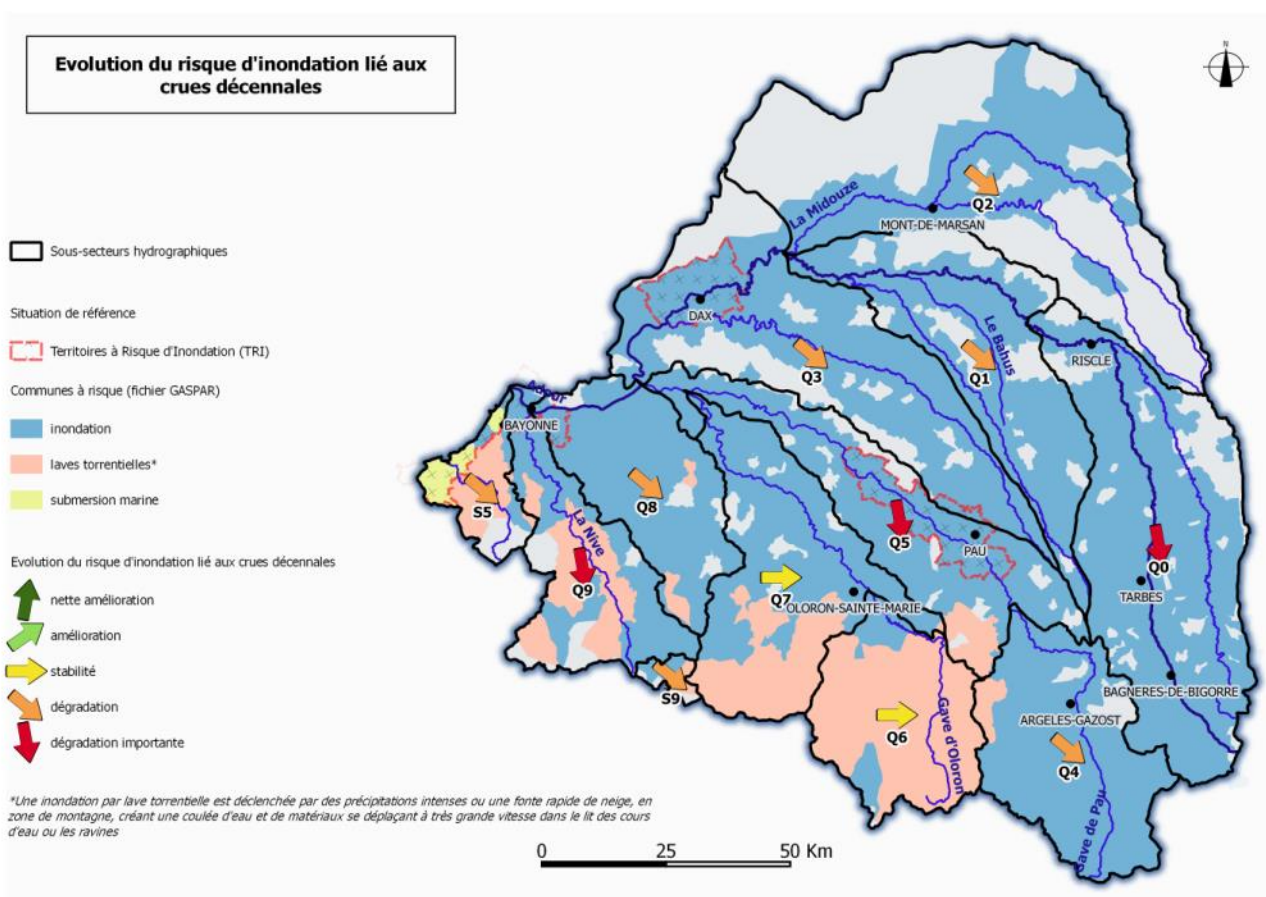 Evolution du risque d'inondation lié aux
crues décennales
N
Sous-secteurs hydrographiques
Situation de référence
Territoires à Risque d'Inondation (TRI)
Communes à risque (fichier GASPAR)
inondation
laves torrentielles*
submersion marine
Evolution du risque d'inondation lié aux crues décennales
nette amélioration
amélioration
stabilité
dégradation
dégradation importante
*Une inondation par lave torrentielle est déclenchée par des précipitations intenses ou une fonte rapide de neige, en
zone de montagne, créant une coulée d'eau et de matériaux se déplaçant à très grande vitesse dans le lit des cours
d'eau ou les ravines
0 25 50 Km
La Midouze
Q2
MONT-DE-MARSAN
DAX
Le Bahus
RISCLE
Q3
Q1
Adour
BAYONNE
S5
Q8
La Nive
Q5
PAU
Q0
Q9
Q7
OLORON-SAINTE-MARIE
TARBES
S9
BAGNERES-DE-BIGORRE
ARGELES-GAZOST
Q6
Gave d'Oloron
Q4
Gave de Pau